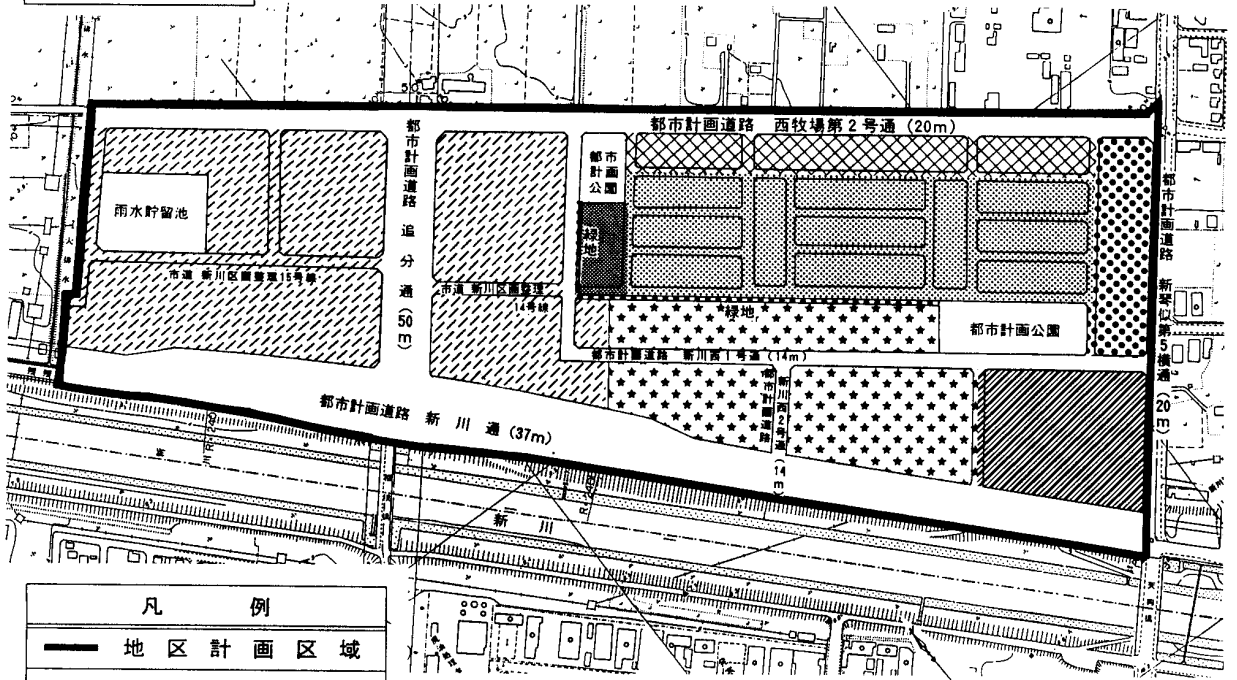 都市計画道路 西牧場第2号通 (20m)
都市計画道路 追分通 (50m)
都市計画公園
緑地
雨水貯留池
市道 新川区画整理15号線
市道 新川区画整理
14号線
緑地
都市計画公園
都市計画道路 新川西1号通 (14m)
都市計画道路
新川西2号通 (14m)
都市計画道路 新琴似第5横通 (20m)
都市計画道路 新川通 (37m)
新川
凡例
地区計画区域